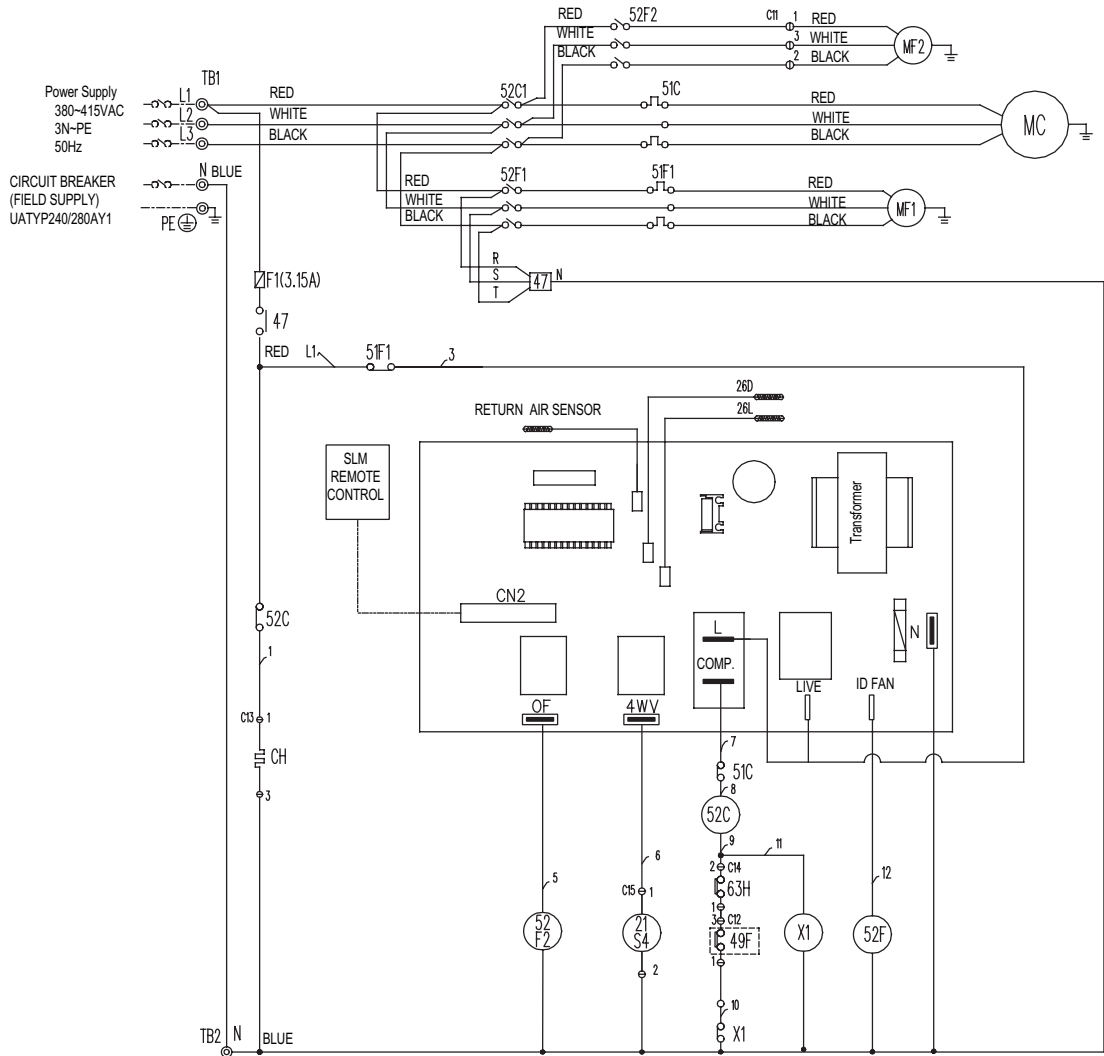 RED 52F2 C11 1 RED
WHITE 3 WHITE MF2
BLACK 2 BLACK
TB1
Power Supply
380~415VAC
3N~PE
50Hz
L1 RED 52C1 51C RED
L2 WHITE WHITE MC
L3 BLACK BLACK
N BLUE
CIRCUIT BREAKER
(FIELD SUPPLY)
UATYP240/280AY1
PE
RED 52F1 51F1 RED
WHITE WHITE MF1
BLACK BLACK
R
S 47 N
T
F1(3.15A)
47
RED L1 51F1 3
26D
RETURN AIR SENSOR 26L
SLM
REMOTE
CONTROL
Transformer
CN2
52C
L N
COMP.
1
LIVE ID FAN
OF 4WV
C13 1
CH
3
7
51C
8
52C
9 11
2 C14
63H
1
3 C12
49F
1
10
X1
5
52
F2
6
C15 1
21
S4
2
X1
12
52F
TB2 N BLUE